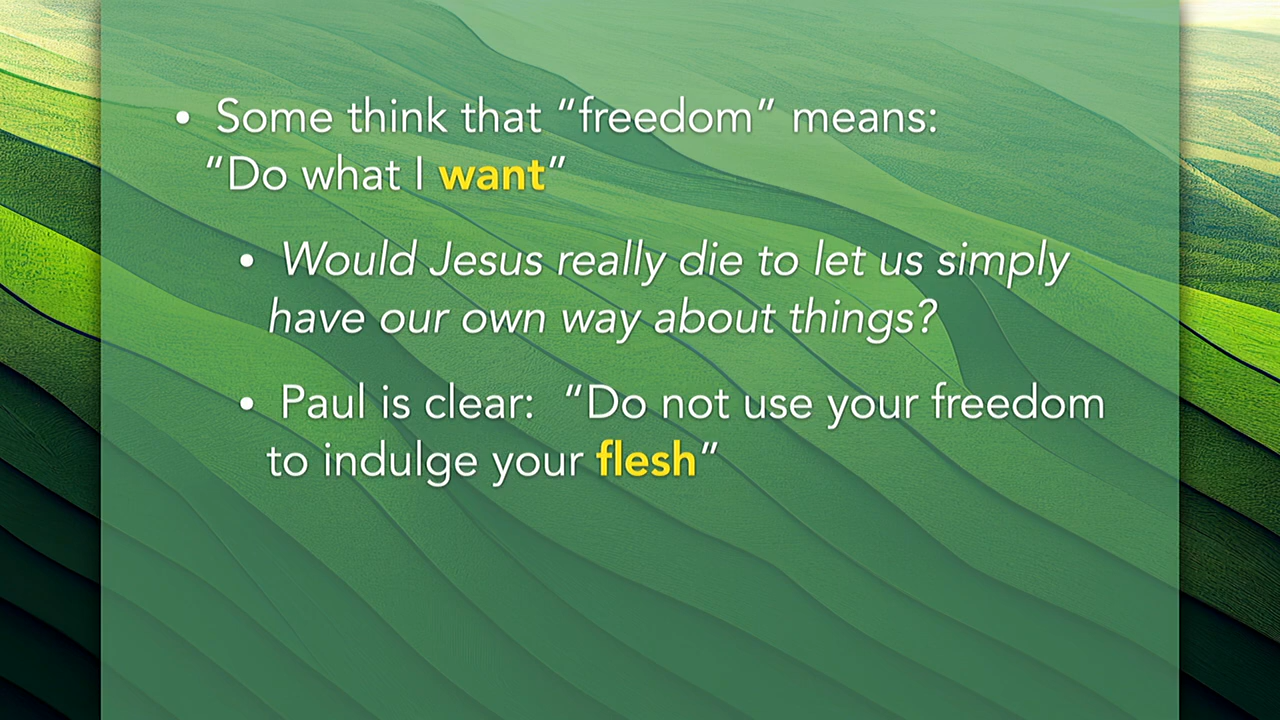 • Some think that “freedom” means:
“Do what I want”
• Would Jesus really die to let us simply
have our own way about things?
• Paul is clear:  “Do not use your freedom
to indulge your flesh”